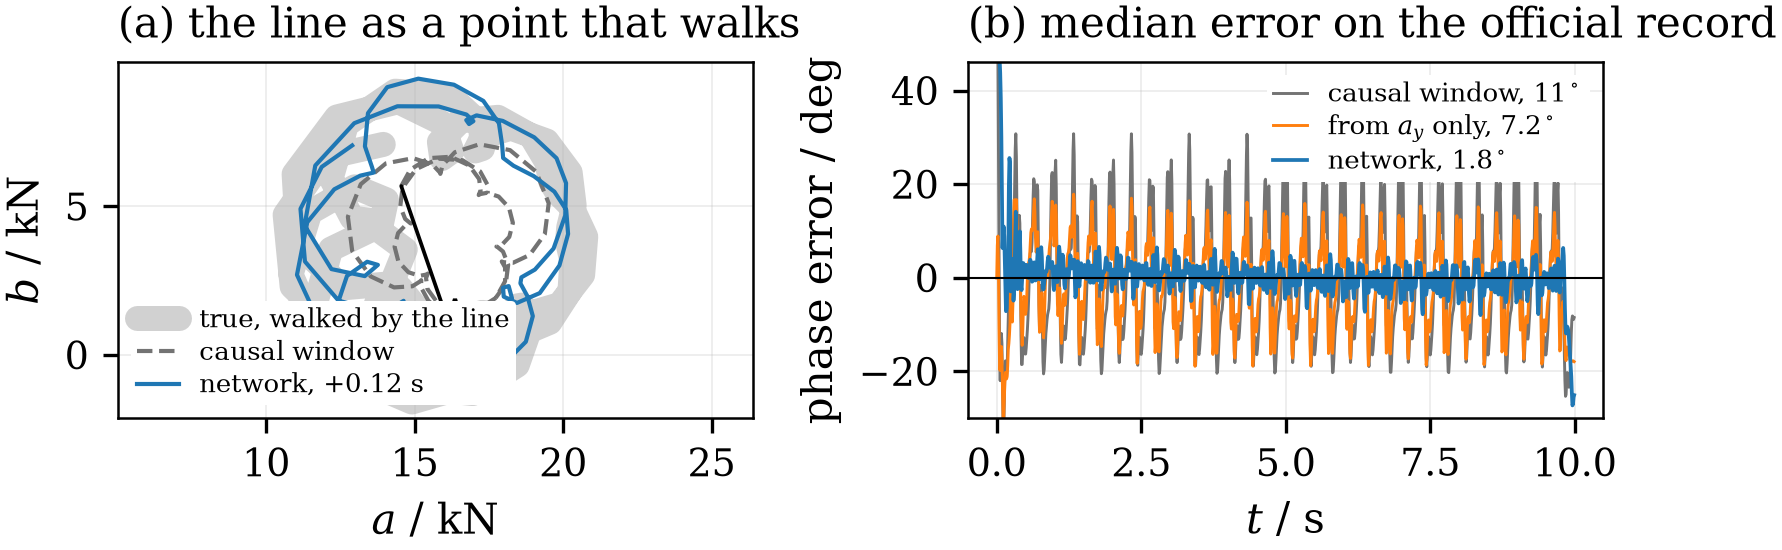 (a) the line as a point that walks
b / kN
5
0
true, walked by the line
causal window
network, +0.12 s
10 15 20 25
a / kN
(b) median error on the official record
phase error / deg
40
20
0
−20
causal window, 11°
from a_y only, 7.2°
network, 1.8°
0.0 2.5 5.0 7.5 10.0
t / s